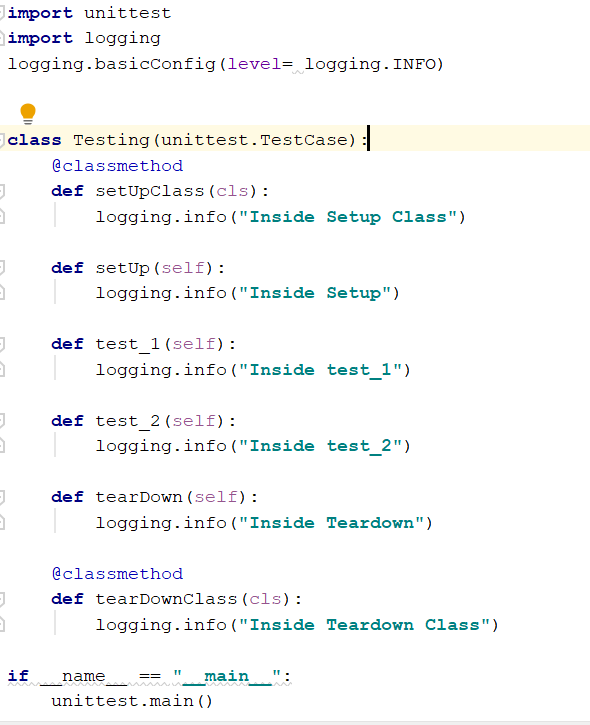 import unittest
import logging
logging.basicConfig(level= logging.INFO)
class Testing(unittest.TestCase):
@classmethod
def setUpClass(cls):
logging.info("Inside Setup Class")
def setUp(self):
logging.info("Inside Setup")
def test_1(self):
logging.info("Inside test_1")
def test_2(self):
logging.info("Inside test_2")
def tearDown(self):
logging.info("Inside Teardown")
@classmethod
def tearDownClass(cls):
logging.info("Inside Teardown Class")
if __name__ == "__main__":
unittest.main()